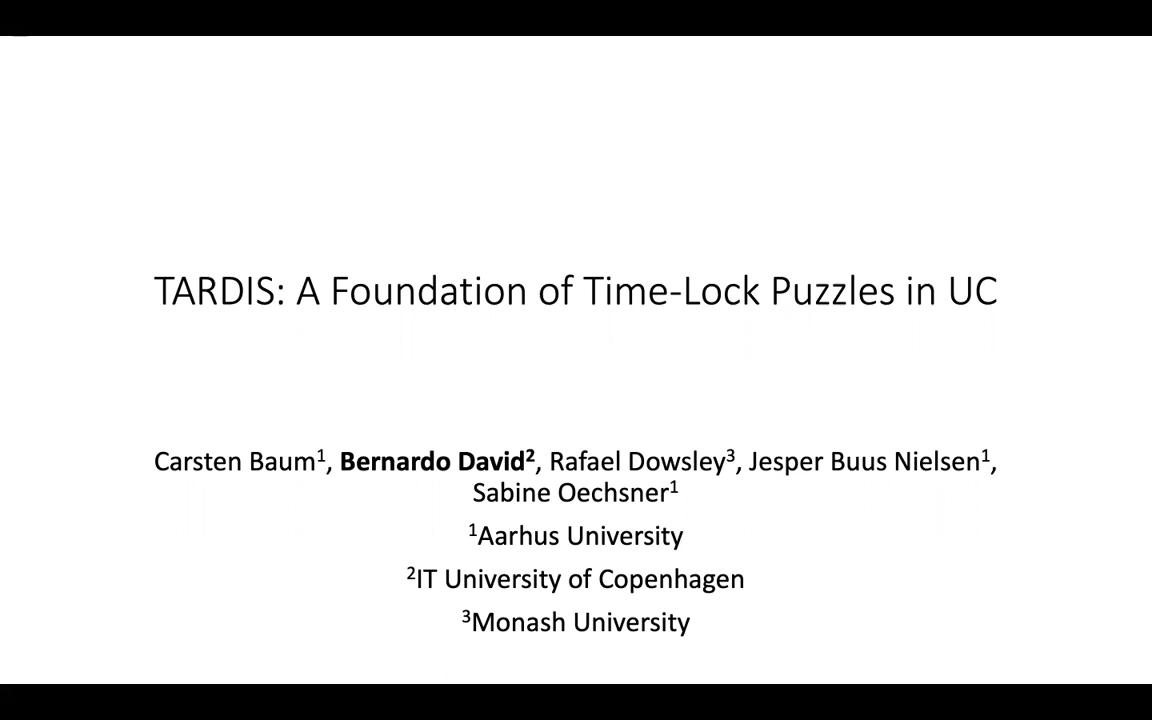 TARDIS: A Foundation of Time-Lock Puzzles in UC
Carsten Baum¹, Bernardo David², Rafael Dowsley³, Jesper Buus Nielsen¹,
Sabine Oechsner¹
¹Aarhus University
²IT University of Copenhagen
³Monash University